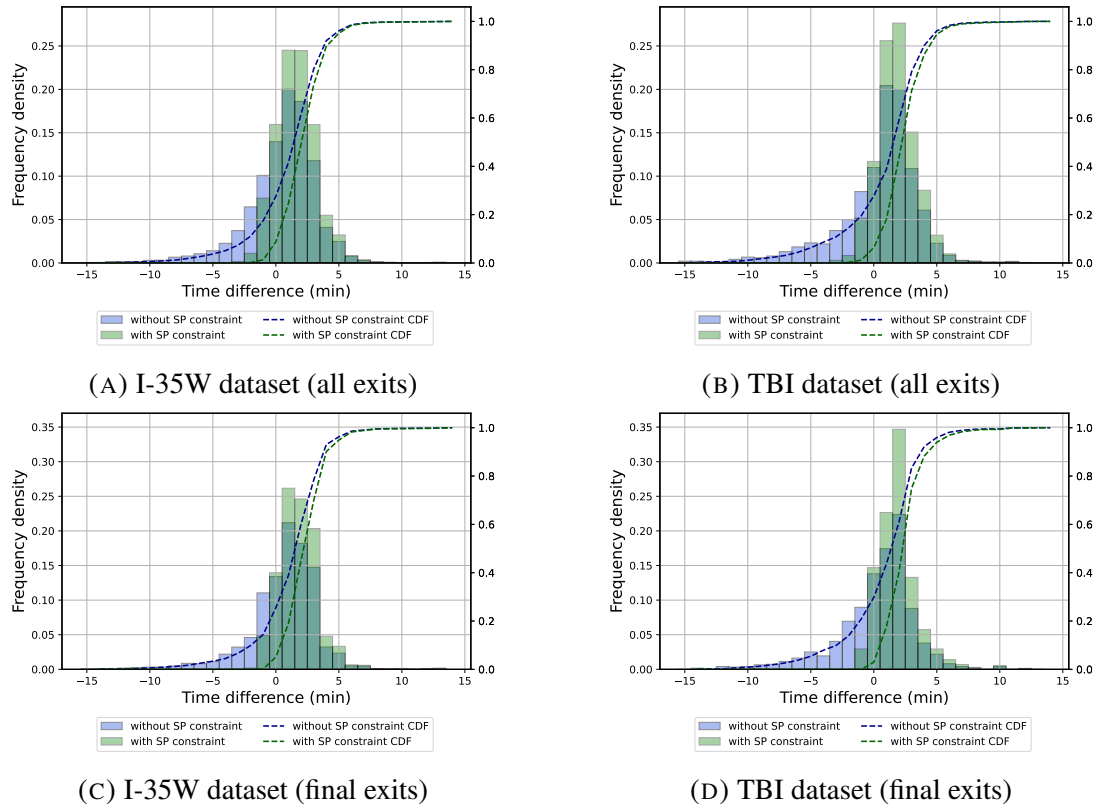 0.25
0.20
0.15
0.10
0.05
0.00
Frequency density
1.0
0.8
0.6
0.4
0.2
0.0
−15 −10 −5 0 5 10 15
Time difference (min)
without SP constraint without SP constraint CDF
with SP constraint with SP constraint CDF
(A) I-35W dataset (all exits)
0.25
0.20
0.15
0.10
0.05
0.00
Frequency density
1.0
0.8
0.6
0.4
0.2
0.0
−15 −10 −5 0 5 10 15
Time difference (min)
without SP constraint without SP constraint CDF
with SP constraint with SP constraint CDF
(B) TBI dataset (all exits)
0.35
0.30
0.25
0.20
0.15
0.10
0.05
0.00
Frequency density
1.0
0.8
0.6
0.4
0.2
0.0
−15 −10 −5 0 5 10 15
Time difference (min)
without SP constraint without SP constraint CDF
with SP constraint with SP constraint CDF
(C) I-35W dataset (final exits)
0.35
0.30
0.25
0.20
0.15
0.10
0.05
0.00
Frequency density
1.0
0.8
0.6
0.4
0.2
0.0
−15 −10 −5 0 5 10 15
Time difference (min)
without SP constraint without SP constraint CDF
with SP constraint with SP constraint CDF
(D) TBI dataset (final exits)